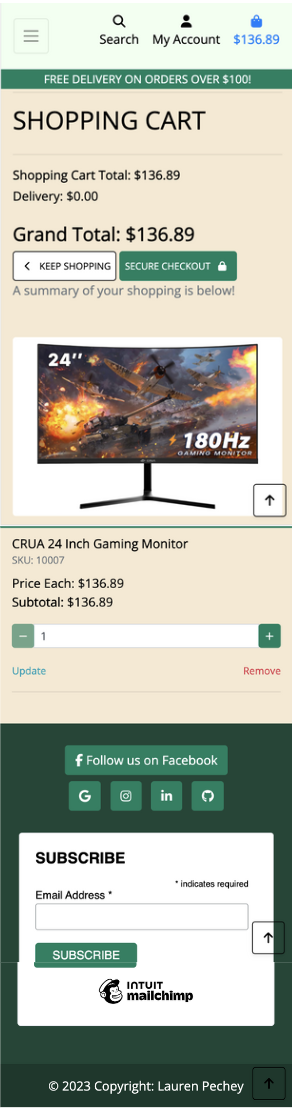 Search My Account $136.89
FREE DELIVERY ON ORDERS OVER $100!
SHOPPING CART
Shopping Cart Total: $136.89
Delivery: $0.00
Grand Total: $136.89
KEEP SHOPPING SECURE CHECKOUT
A summary of your shopping is below!
24"
180Hz
GAMING MONITOR
CRUA 24 Inch Gaming Monitor
SKU: 10007
Price Each: $136.89
Subtotal: $136.89
− 1 +
Update Remove
Follow us on Facebook
SUBSCRIBE
* indicates required
Email Address *
SUBSCRIBE
INTUIT
mailchimp
© 2023 Copyright: Lauren Pechey